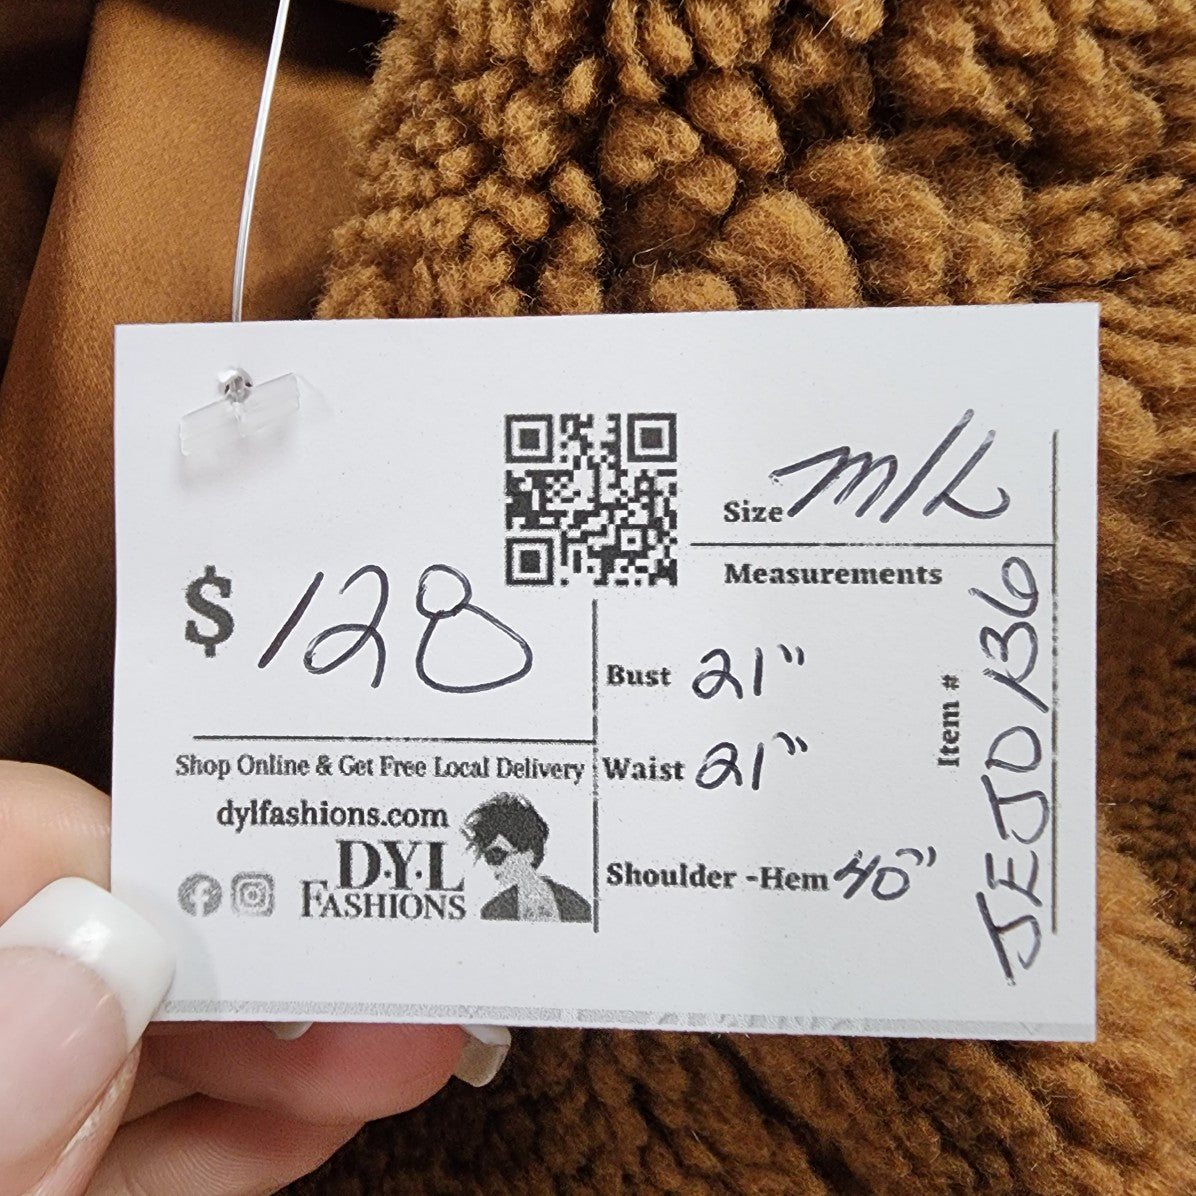 Size M/L
Measurements
$ 128
Bust 21"
Waist 21"
Shoulder -Hem 40"
Item # JEJD136
Shop Online & Get Free Local Delivery
dylfashions.com
D.Y.L
FASHIONS